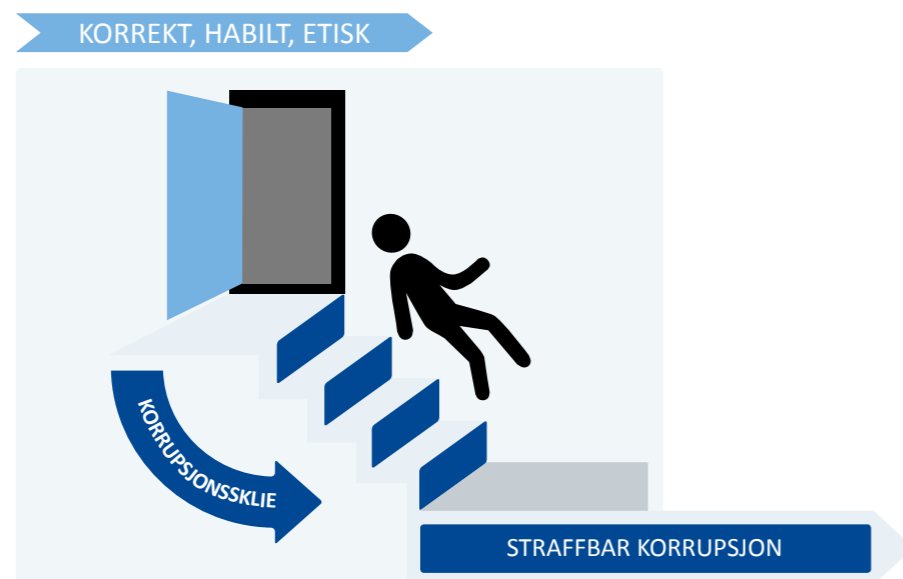 KORREKT, HABILT, ETISK
KORRUPSJONSSKLIE
STRAFFBAR KORRUPSJON